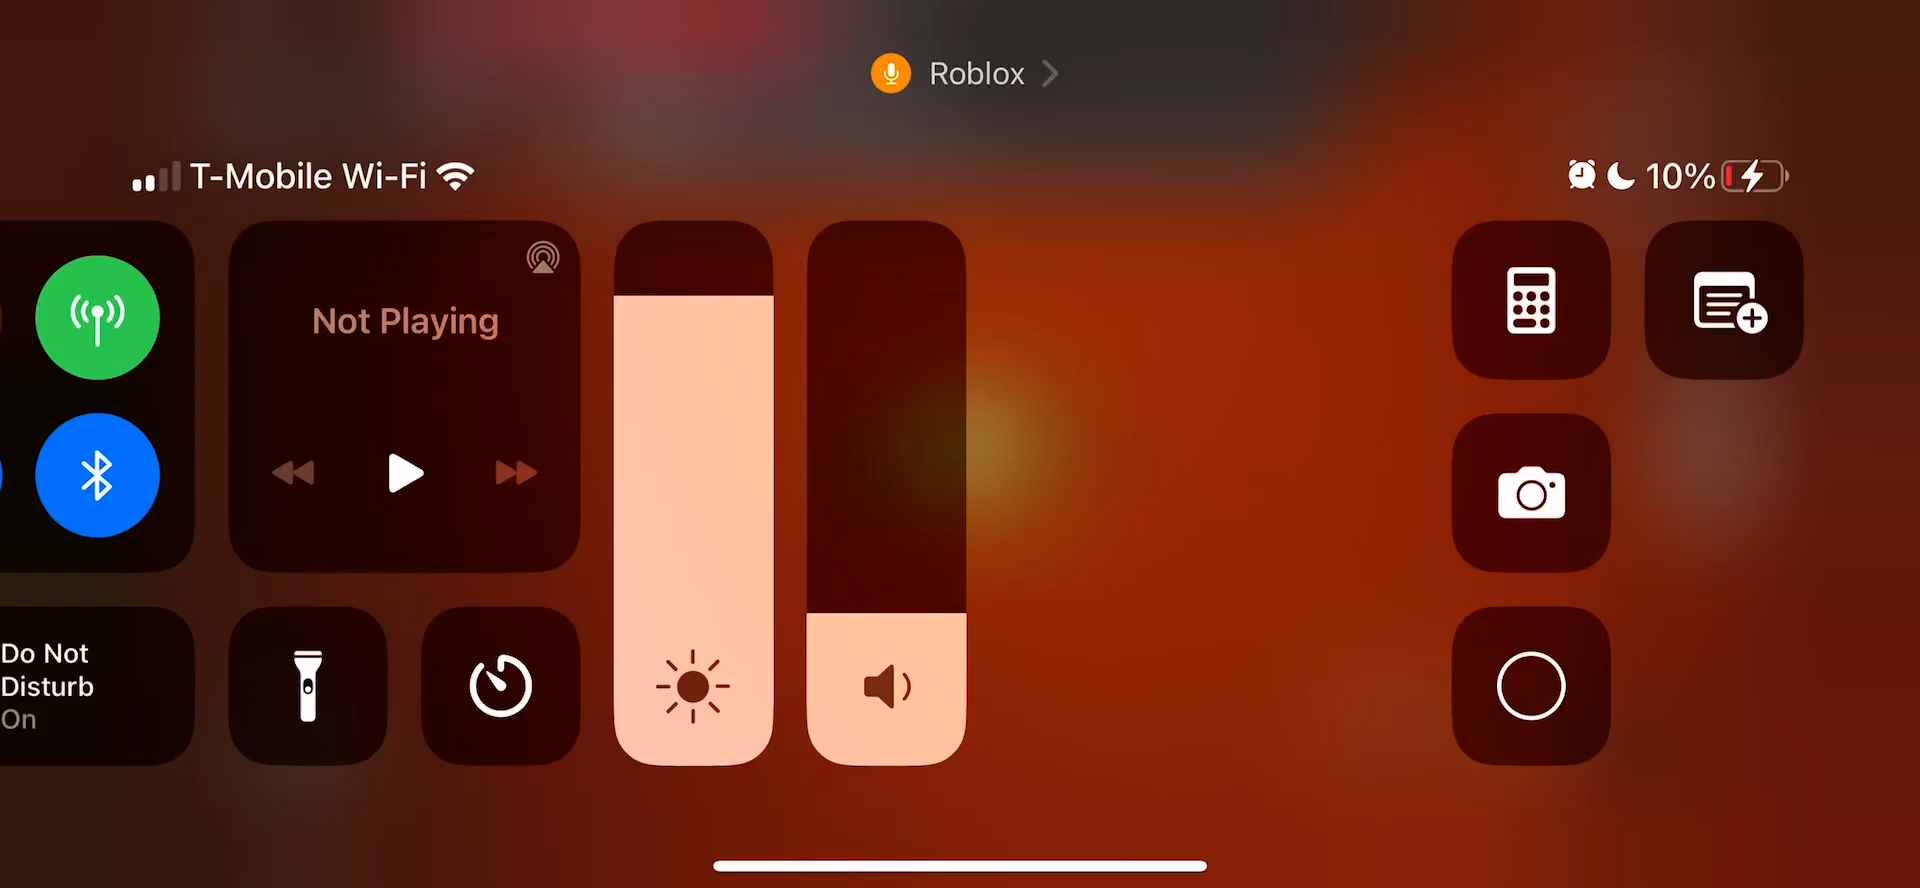 Roblox
T-Mobile Wi-Fi
10%
Not Playing
Do Not
Disturb
On